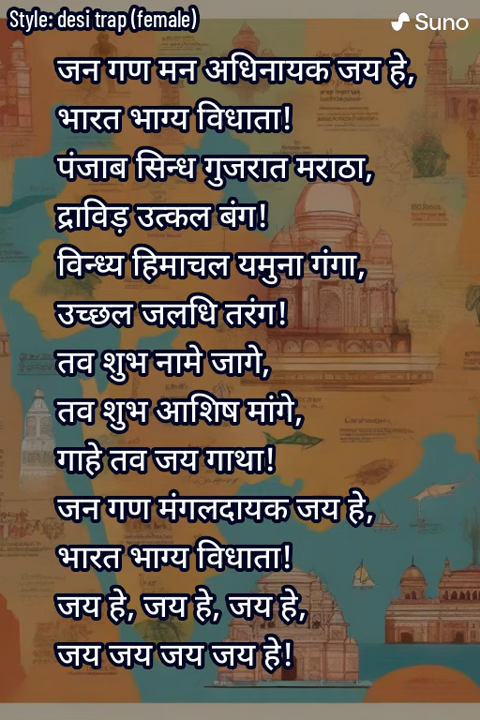 Style: desi trap (female)
Suno
जन गण मन अधिनायक जय हे,
भारत भाग्य विधाता!
पंजाब सिन्ध गुजरात मराठा,
द्राविड़ उत्कल बंग!
विन्ध्य हिमाचल यमुना गंगा,
उच्छल जलधि तरंग!
तव शुभ नामे जागे,
तव शुभ आशिष मांगे,
गाहे तव जय गाथा!
जन गण मंगलदायक जय हे,
भारत भाग्य विधाता!
जय हे, जय हे, जय हे,
जय जय जय जय हे!